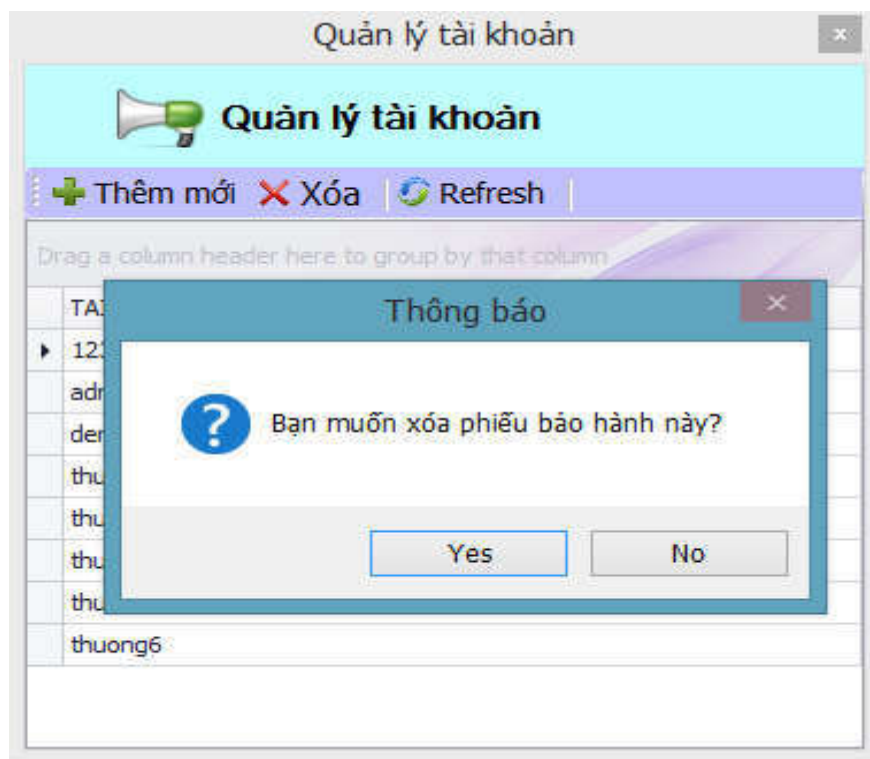 Quản lý tài khoản
Quản lý tài khoản
Thêm mới Xóa Refresh
Drag a column header here to group by that column
Thông báo
Bạn muốn xóa phiếu bảo hành này?
Yes No
thuong6